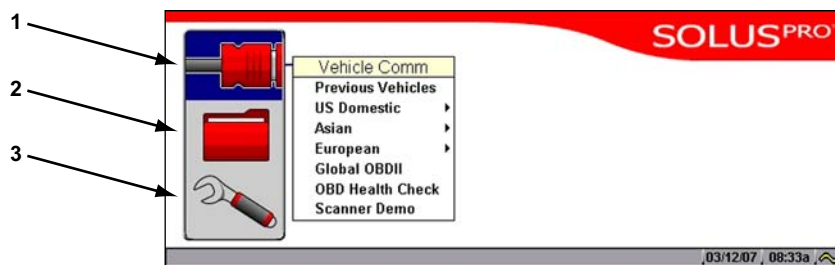 1
2
3
SOLUSPRO
Vehicle Comm
Previous Vehicles
US Domestic
Asian
European
Global OBDII
OBD Health Check
Scanner Demo
03/12/07 08:33a